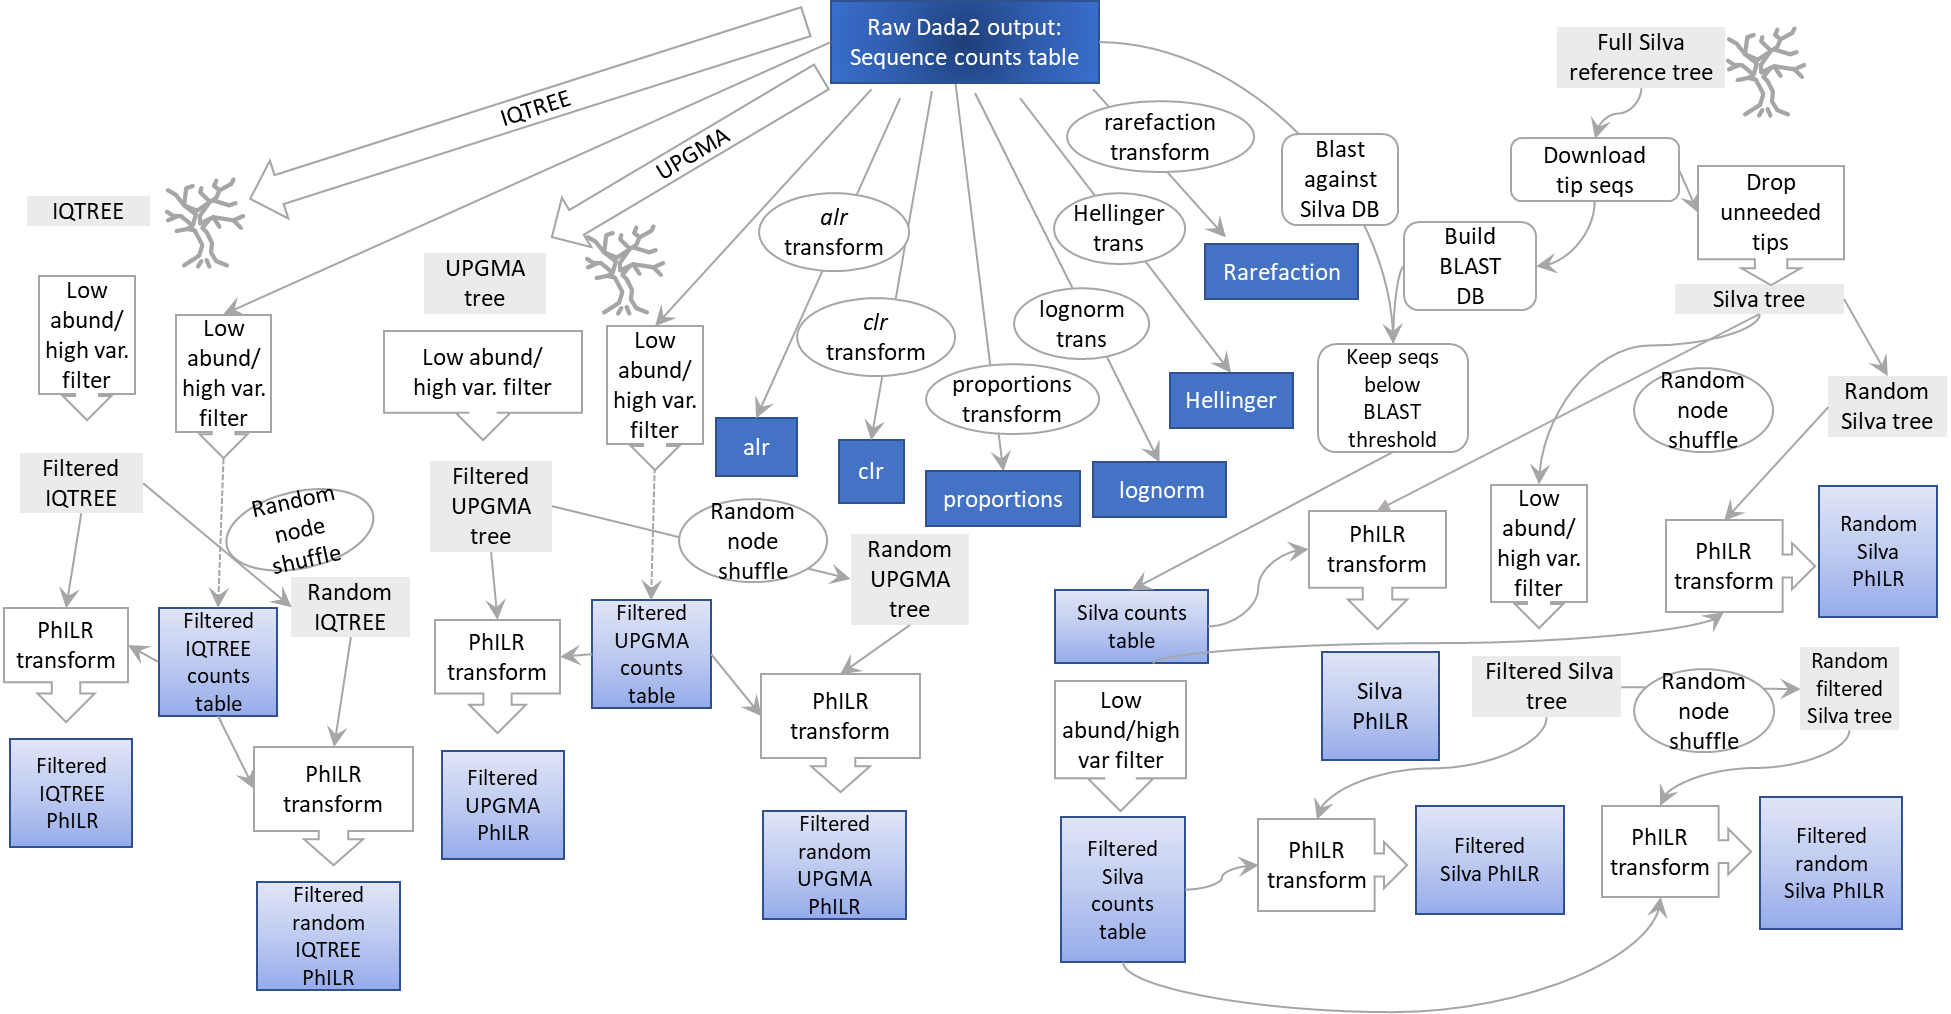 Raw Dada2 output:
Sequence counts table
Full Silva
reference tree
IQTREE
UPGMA
rarefaction
transform
Blast
against
Silva DB
Download
tip seqs
Drop
unneeded
tips
IQTREE
alr
transform
Hellinger
trans
Build
BLAST
DB
Rarefaction
UPGMA
tree
Silva tree
Low
abund/
high var.
filter
Low
abund/
high var.
filter
Low abund/
high var. filter
Low
abund/
high var.
filter
clr
transform
lognorm
trans
Keep seqs
below
BLAST
threshold
proportions
transform
Hellinger
Random
node
shuffle
Random
Silva tree
alr
clr
proportions
lognorm
Filtered
IQTREE
Random
node
shuffle
Filtered
UPGMA
tree
Random
node
shuffle
Random
UPGMA
tree
PhILR
transform
Low
abund/
high var.
filter
PhILR
transform
Random
Silva
PhILR
Random
IQTREE
PhILR
transform
Filtered
IQTREE
counts
table
PhILR
transform
Filtered
UPGMA
counts
table
Silva counts
table
PhILR
transform
Low
abund/high
var filter
Silva
PhILR
Filtered Silva
tree
Random
node
shuffle
Random
filtered
Silva tree
Filtered
IQTREE
PhILR
PhILR
transform
Filtered
UPGMA
PhILR
Filtered
random
UPGMA
PhILR
Filtered
Silva
counts
table
PhILR
transform
Filtered
Silva PhILR
PhILR
transform
Filtered
random
Silva PhILR
Filtered
random
IQTREE
PhILR